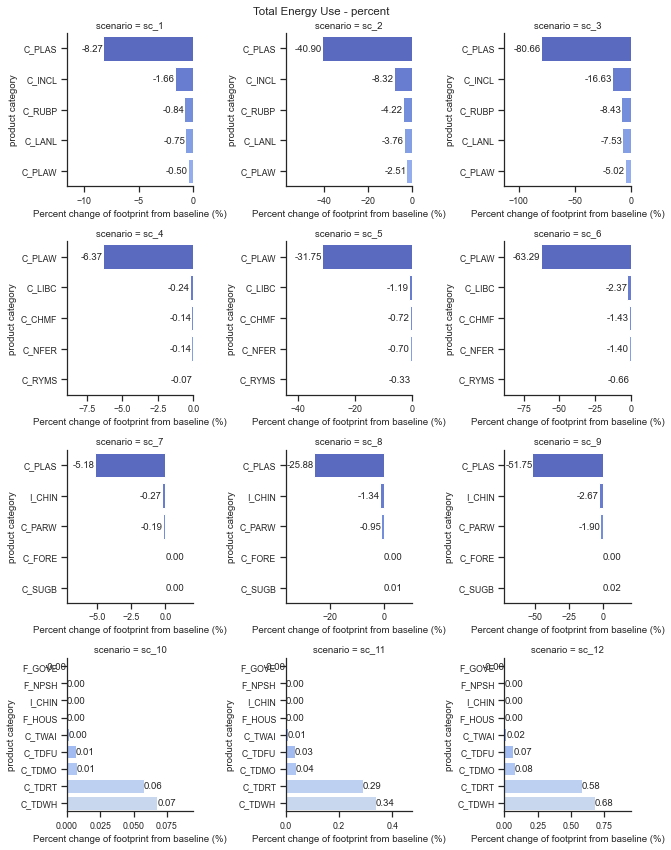 Total Energy Use - percent
scenario = sc_1
product category
C_PLAS -8.27
C_INCL -1.66
C_RUBP -0.84
C_LANL -0.75
C_PLAW -0.50
-10 -5 0
Percent change of footprint from baseline (%)
scenario = sc_2
product category
C_PLAS -40.90
C_INCL -8.32
C_RUBP -4.22
C_LANL -3.76
C_PLAW -2.51
-40 -20 0
Percent change of footprint from baseline (%)
scenario = sc_3
product category
C_PLAS -80.66
C_INCL -16.63
C_RUBP -8.43
C_LANL -7.53
C_PLAW -5.02
-100 -50 0
Percent change of footprint from baseline (%)
scenario = sc_4
product category
C_PLAW -6.37
C_LIBC -0.24
C_CHMF -0.14
C_NFER -0.14
C_RYMS -0.07
-7.5 -5.0 -2.5 0.0
Percent change of footprint from baseline (%)
scenario = sc_5
product category
C_PLAW -31.75
C_LIBC -1.19
C_CHMF -0.72
C_NFER -0.70
C_RYMS -0.33
-40 -20 0
Percent change of footprint from baseline (%)
scenario = sc_6
product category
C_PLAW -63.29
C_LIBC -2.37
C_CHMF -1.43
C_NFER -1.40
C_RYMS -0.66
-75 -50 -25 0
Percent change of footprint from baseline (%)
scenario = sc_7
product category
C_PLAS -5.18
I_CHIN -0.27
C_PARW -0.19
C_FORE 0.00
C_SUGB 0.00
-5.0 -2.5 0.0
Percent change of footprint from baseline (%)
scenario = sc_8
product category
C_PLAS -25.88
I_CHIN -1.34
C_PARW -0.95
C_FORE 0.00
C_SUGB 0.01
-20 0
Percent change of footprint from baseline (%)
scenario = sc_9
product category
C_PLAS -51.75
I_CHIN -2.67
C_PARW -1.90
C_FORE 0.00
C_SUGB 0.02
-50 -25 0
Percent change of footprint from baseline (%)
scenario = sc_10
product category
F_GOVE -0.00
F_NPSH 0.00
I_CHIN 0.00
F_HOUS 0.00
C_TWAI 0.00
C_TDFU 0.01
C_TDMO 0.01
C_TDRT 0.06
C_TDWH 0.07
0.000 0.025 0.050 0.075
Percent change of footprint from baseline (%)
scenario = sc_11
product category
F_GOVE -0.00
F_NPSH 0.00
I_CHIN 0.00
F_HOUS 0.00
C_TWAI 0.01
C_TDFU 0.03
C_TDMO 0.04
C_TDRT 0.29
C_TDWH 0.34
0.0 0.2 0.4
Percent change of footprint from baseline (%)
scenario = sc_12
product category
F_GOVE -0.00
F_NPSH 0.00
I_CHIN 0.00
F_HOUS 0.00
C_TWAI 0.02
C_TDFU 0.07
C_TDMO 0.08
C_TDRT 0.58
C_TDWH 0.68
0.00 0.25 0.50 0.75
Percent change of footprint from baseline (%)